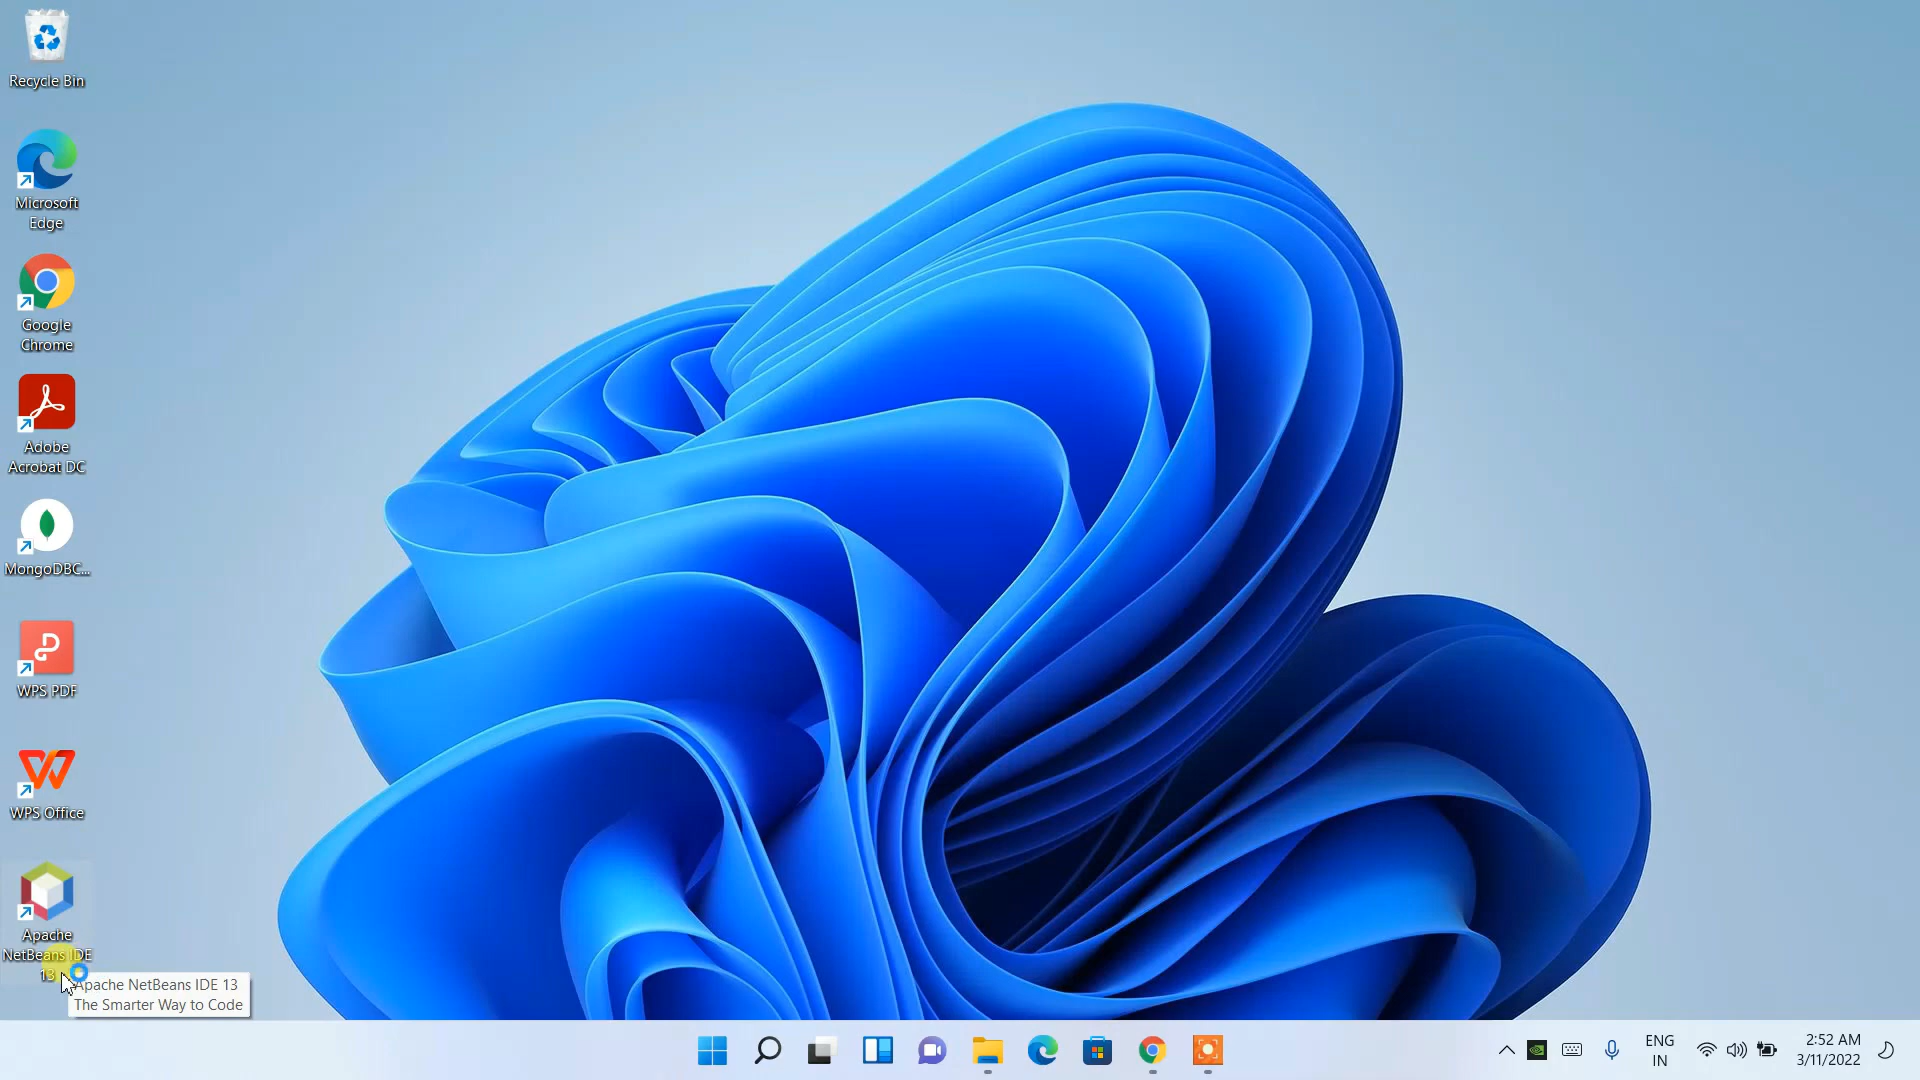 Recycle Bin
Microsoft
Edge
Google
Chrome
Adobe
Acrobat DC
MongoDBC...
WPS PDF
WPS Office
Apache
NetBeans IDE
13
Apache NetBeans IDE 13
The Smarter Way to Code
ENG
IN
2:52 AM
3/11/2022